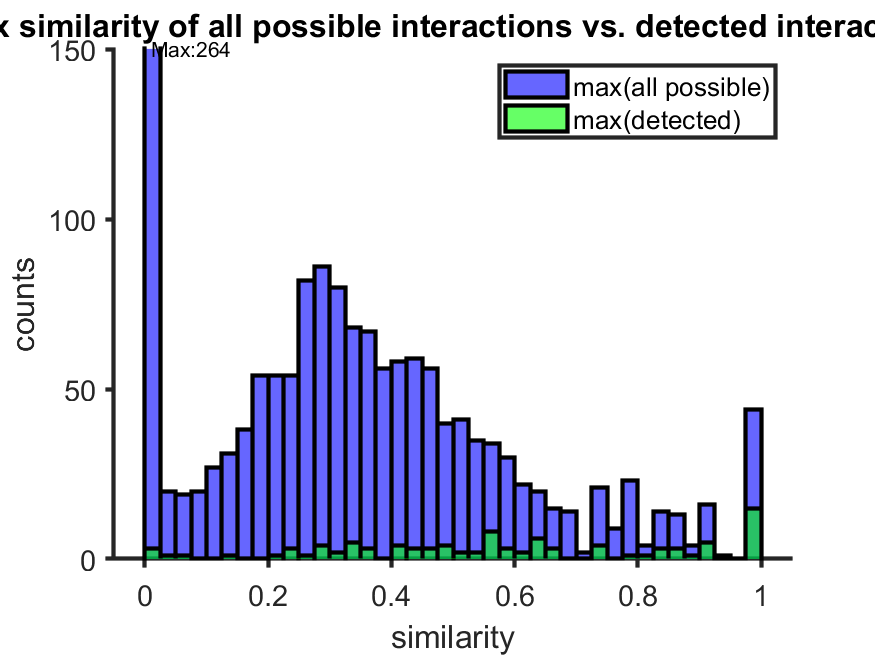 x similarity of all possible interactions vs. detected interac
Max:264
max(all possible)
max(detected)
150
100
50
0
counts
0 0.2 0.4 0.6 0.8 1
similarity